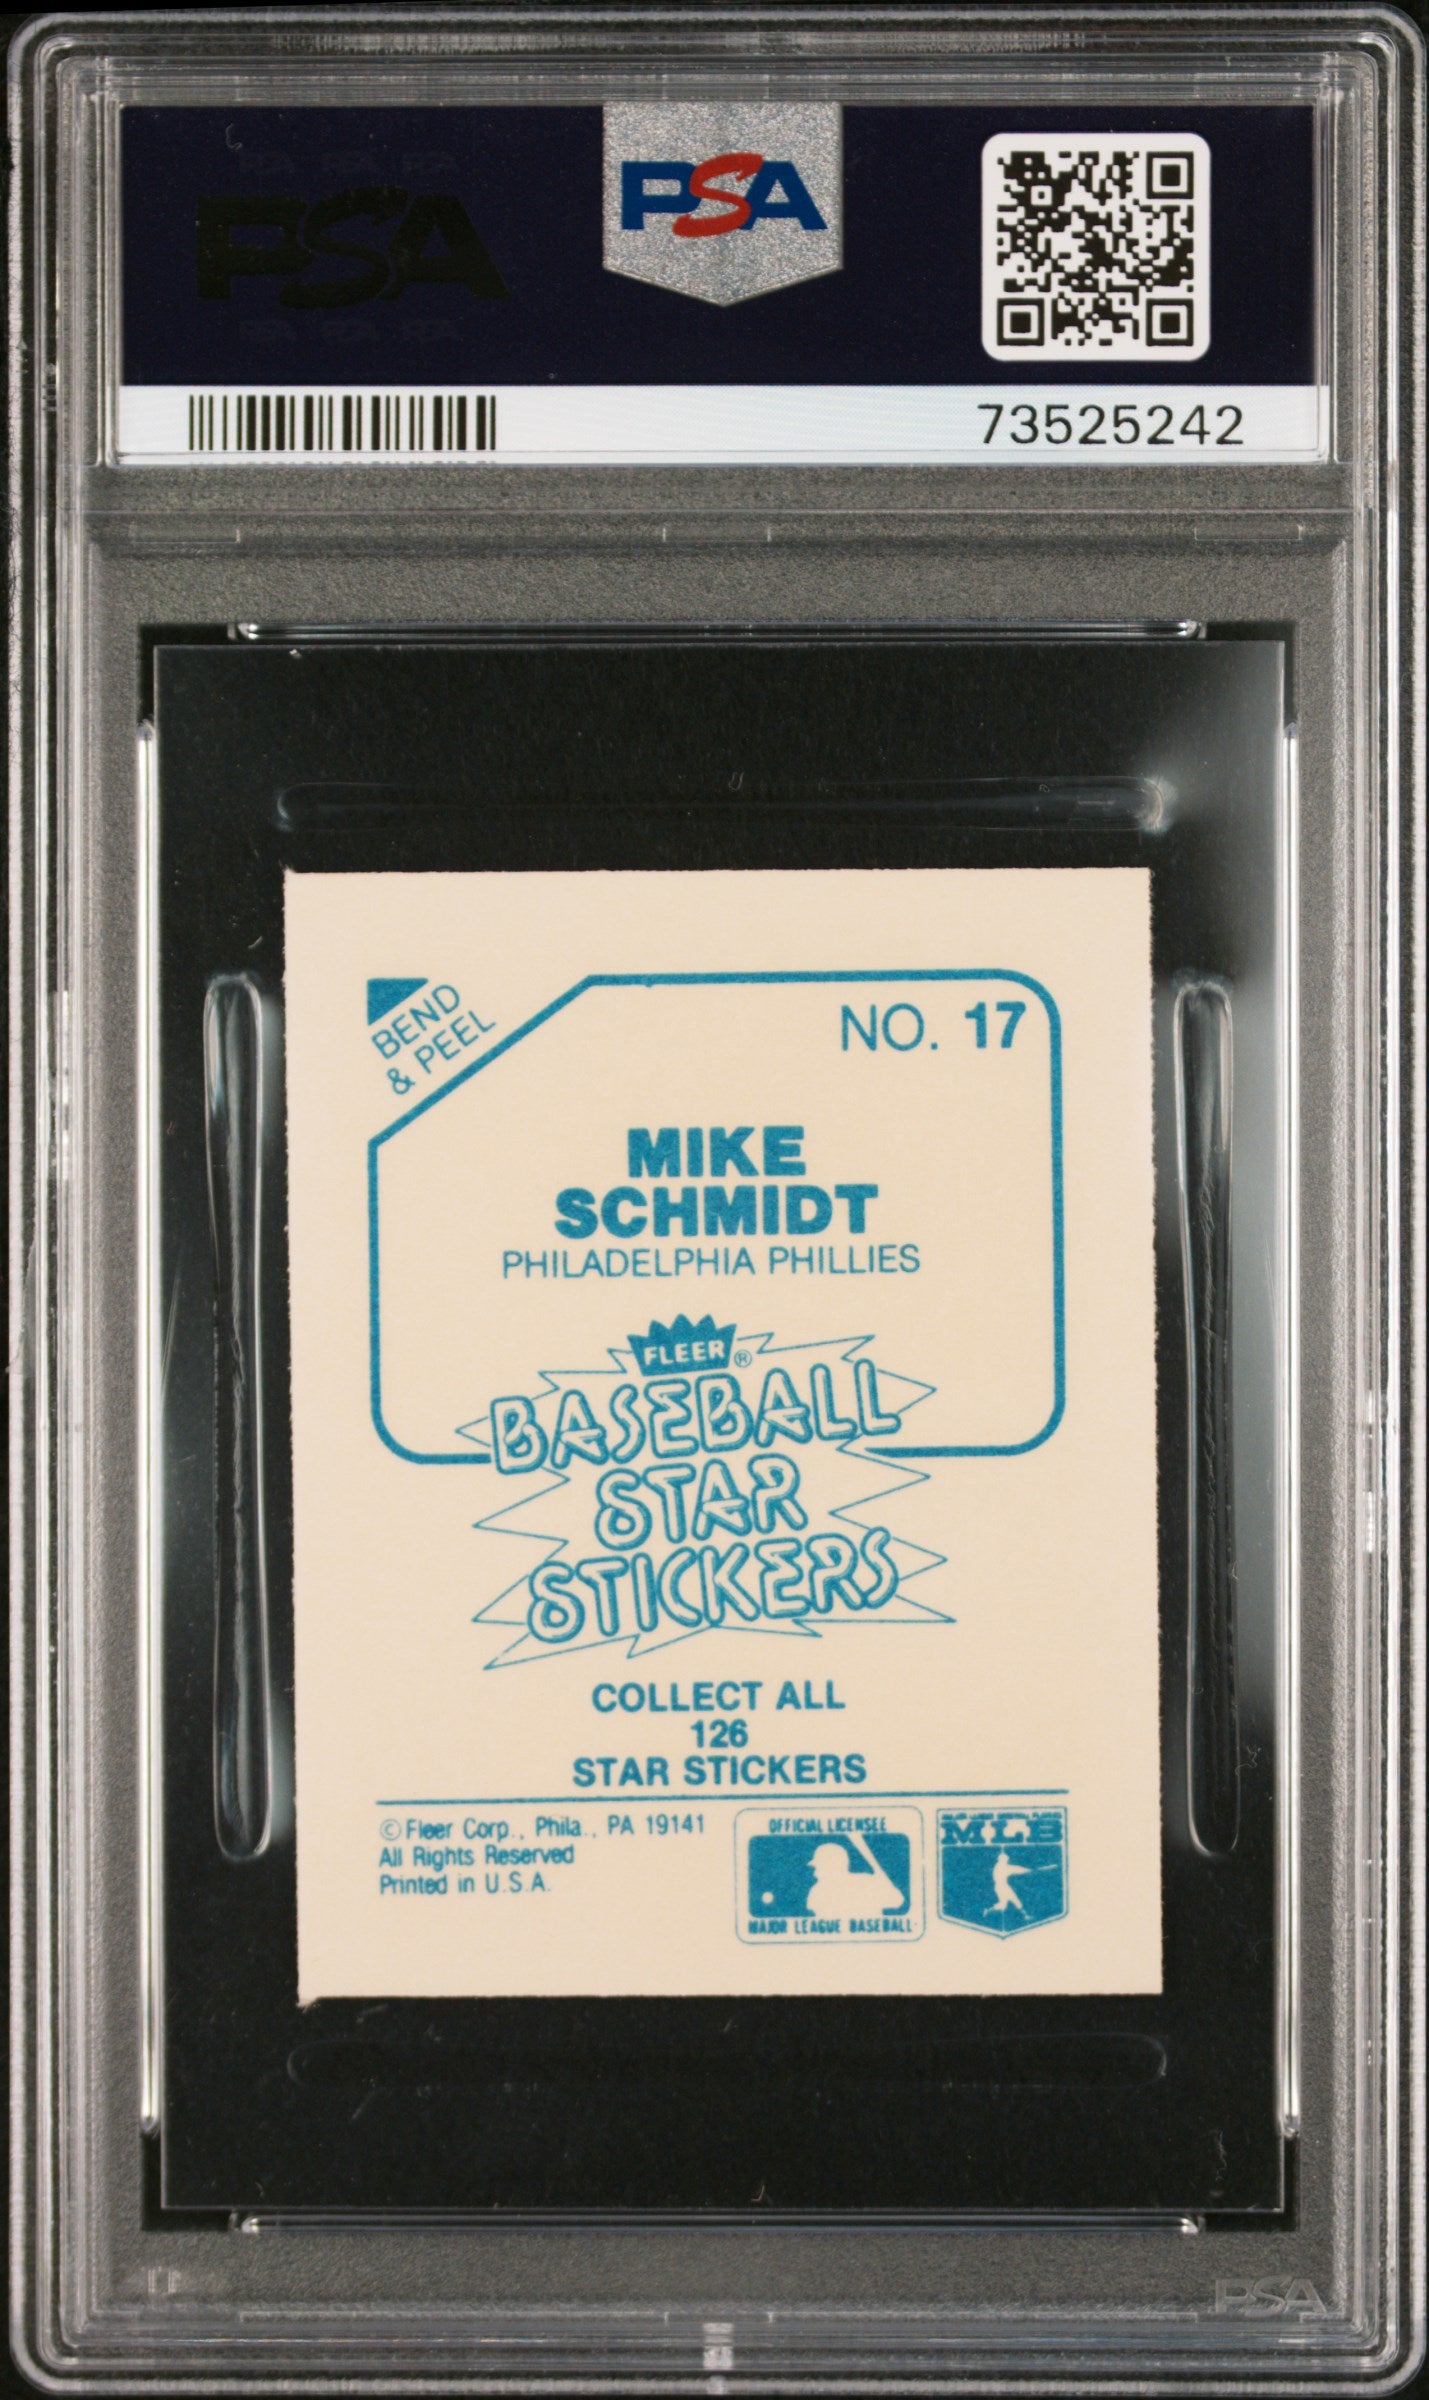 PSA
PSA
73525242
BEND
& PEEL
NO. 17
MIKE
SCHMIDT
PHILADELPHIA PHILLIES
FLEER®
BASEBALL
STAR
STICKERS
COLLECT ALL
126
STAR STICKERS
© Fleer Corp., Phila., PA 19141
All Rights Reserved
Printed in U.S.A.
OFFICIAL LICENSEE
MAJOR LEAGUE BASEBALL
MLB
PSA